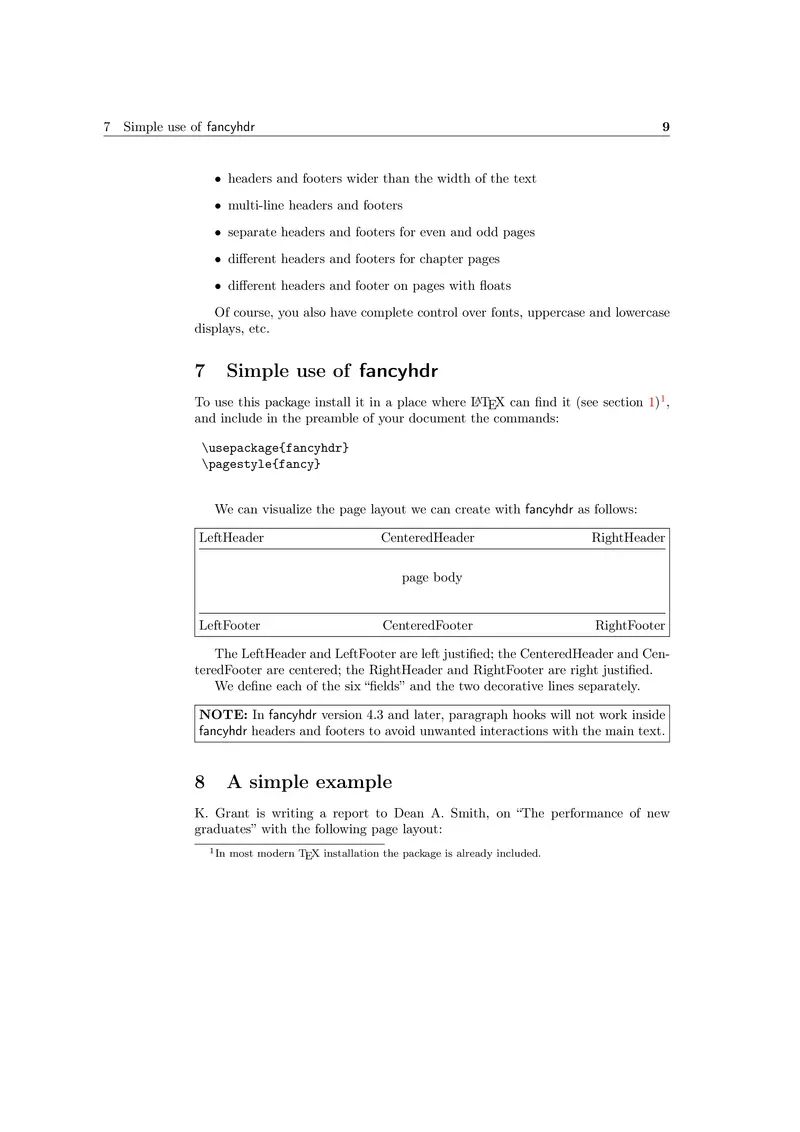 7 Simple use of fancyhdr 9
• headers and footers wider than the width of the text
• multi-line headers and footers
• separate headers and footers for even and odd pages
• different headers and footers for chapter pages
• different headers and footer on pages with floats
Of course, you also have complete control over fonts, uppercase and lowercase
displays, etc.
7 Simple use of fancyhdr
To use this package install it in a place where LATEX can find it (see section 1)1,
and include in the preamble of your document the commands:
\usepackage{fancyhdr}
\pagestyle{fancy}
We can visualize the page layout we can create with fancyhdr as follows:
LeftHeader CenteredHeader RightHeader
page body
LeftFooter CenteredFooter RightFooter
The LeftHeader and LeftFooter are left justified; the CenteredHeader and Cen-
teredFooter are centered; the RightHeader and RightFooter are right justified.
We define each of the six “fields” and the two decorative lines separately.
NOTE: In fancyhdr version 4.3 and later, paragraph hooks will not work inside
fancyhdr headers and footers to avoid unwanted interactions with the main text.
8 A simple example
K. Grant is writing a report to Dean A. Smith, on “The performance of new
graduates” with the following page layout:
1In most modern TEX installation the package is already included.